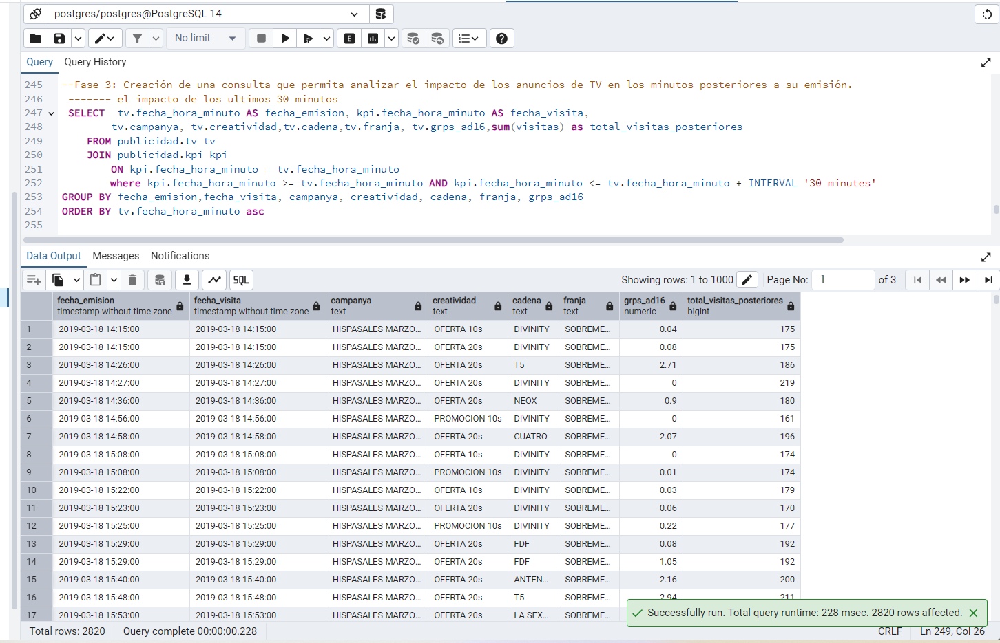 postgres/postgres@PostgreSQL 14
No limit
E
Query
Query History
245 --Fase 3: Creación de una consulta que permita analizar el impacto de los anuncios de TV en los minutos posteriores a su emisión.
246 ------- el impacto de los ultimos 30 minutos
247 SELECT tv.fecha_hora_minuto AS fecha_emision, kpi.fecha_hora_minuto AS fecha_visita,
248 tv.campanya, tv.creatividad,tv.cadena,tv.franja, tv.grps_ad16,sum(visitas) as total_visitas_posteriores
249 FROM publicidad.tv tv
250 JOIN publicidad.kpi kpi
251 ON kpi.fecha_hora_minuto = tv.fecha_hora_minuto
252 where kpi.fecha_hora_minuto >= tv.fecha_hora_minuto AND kpi.fecha_hora_minuto <= tv.fecha_hora_minuto + INTERVAL '30 minutes'
253 GROUP BY fecha_emision,fecha_visita, campanya, creatividad, cadena, franja, grps_ad16
254 ORDER BY tv.fecha_hora_minuto asc
255
Data Output Messages Notifications
SQL Showing rows: 1 to 1000 Page No: 1 of 3
fecha_emision fecha_visita campanya creatividad cadena franja grps_ad16 total_visitas_posteriores
timestamp without time zone timestamp without time zone text text text text numeric bigint
1 2019-03-18 14:15:00 2019-03-18 14:15:00 HISPASALES MARZO... OFERTA 10s DIVINITY SOBREME... 0.04 175
2 2019-03-18 14:15:00 2019-03-18 14:15:00 HISPASALES MARZO... OFERTA 20s DIVINITY SOBREME... 0.08 175
3 2019-03-18 14:26:00 2019-03-18 14:26:00 HISPASALES MARZO... OFERTA 20s T5 SOBREME... 2.71 186
4 2019-03-18 14:27:00 2019-03-18 14:27:00 HISPASALES MARZO... OFERTA 20s DIVINITY SOBREME... 0 219
5 2019-03-18 14:36:00 2019-03-18 14:36:00 HISPASALES MARZO... OFERTA 20s NEOX SOBREME... 0.9 180
6 2019-03-18 14:56:00 2019-03-18 14:56:00 HISPASALES MARZO... PROMOCION 10s DIVINITY SOBREME... 0 161
7 2019-03-18 14:58:00 2019-03-18 14:58:00 HISPASALES MARZO... OFERTA 20s CUATRO SOBREME... 2.07 196
8 2019-03-18 15:08:00 2019-03-18 15:08:00 HISPASALES MARZO... OFERTA 10s DIVINITY SOBREME... 0 174
9 2019-03-18 15:08:00 2019-03-18 15:08:00 HISPASALES MARZO... PROMOCION 10s DIVINITY SOBREME... 0.01 174
10 2019-03-18 15:22:00 2019-03-18 15:22:00 HISPASALES MARZO... OFERTA 10s DIVINITY SOBREME... 0.03 179
11 2019-03-18 15:23:00 2019-03-18 15:23:00 HISPASALES MARZO... OFERTA 20s DIVINITY SOBREME... 0.06 170
12 2019-03-18 15:25:00 2019-03-18 15:25:00 HISPASALES MARZO... PROMOCION 10s DIVINITY SOBREME... 0.22 177
13 2019-03-18 15:29:00 2019-03-18 15:29:00 HISPASALES MARZO... OFERTA 20s FDF SOBREME... 0.08 192
14 2019-03-18 15:29:00 2019-03-18 15:29:00 HISPASALES MARZO... OFERTA 20s FDF SOBREME... 1.05 192
15 2019-03-18 15:40:00 2019-03-18 15:40:00 HISPASALES MARZO... OFERTA 20s ANTEN... SOBREME... 2.16 200
16 2019-03-18 15:48:00 2019-03-18 15:48:00 HISPASALES MARZO... OFERTA 20s T5 SOBREME... 2.94 211
17 2019-03-18 15:53:00 2019-03-18 15:53:00 HISPASALES MARZO... OFERTA 20s LA SEX... SOBREME...
Successfully run. Total query runtime: 228 msec. 2820 rows affected.
Total rows: 2820 Query complete 00:00:00.228 CRLF Ln 249, Col 26